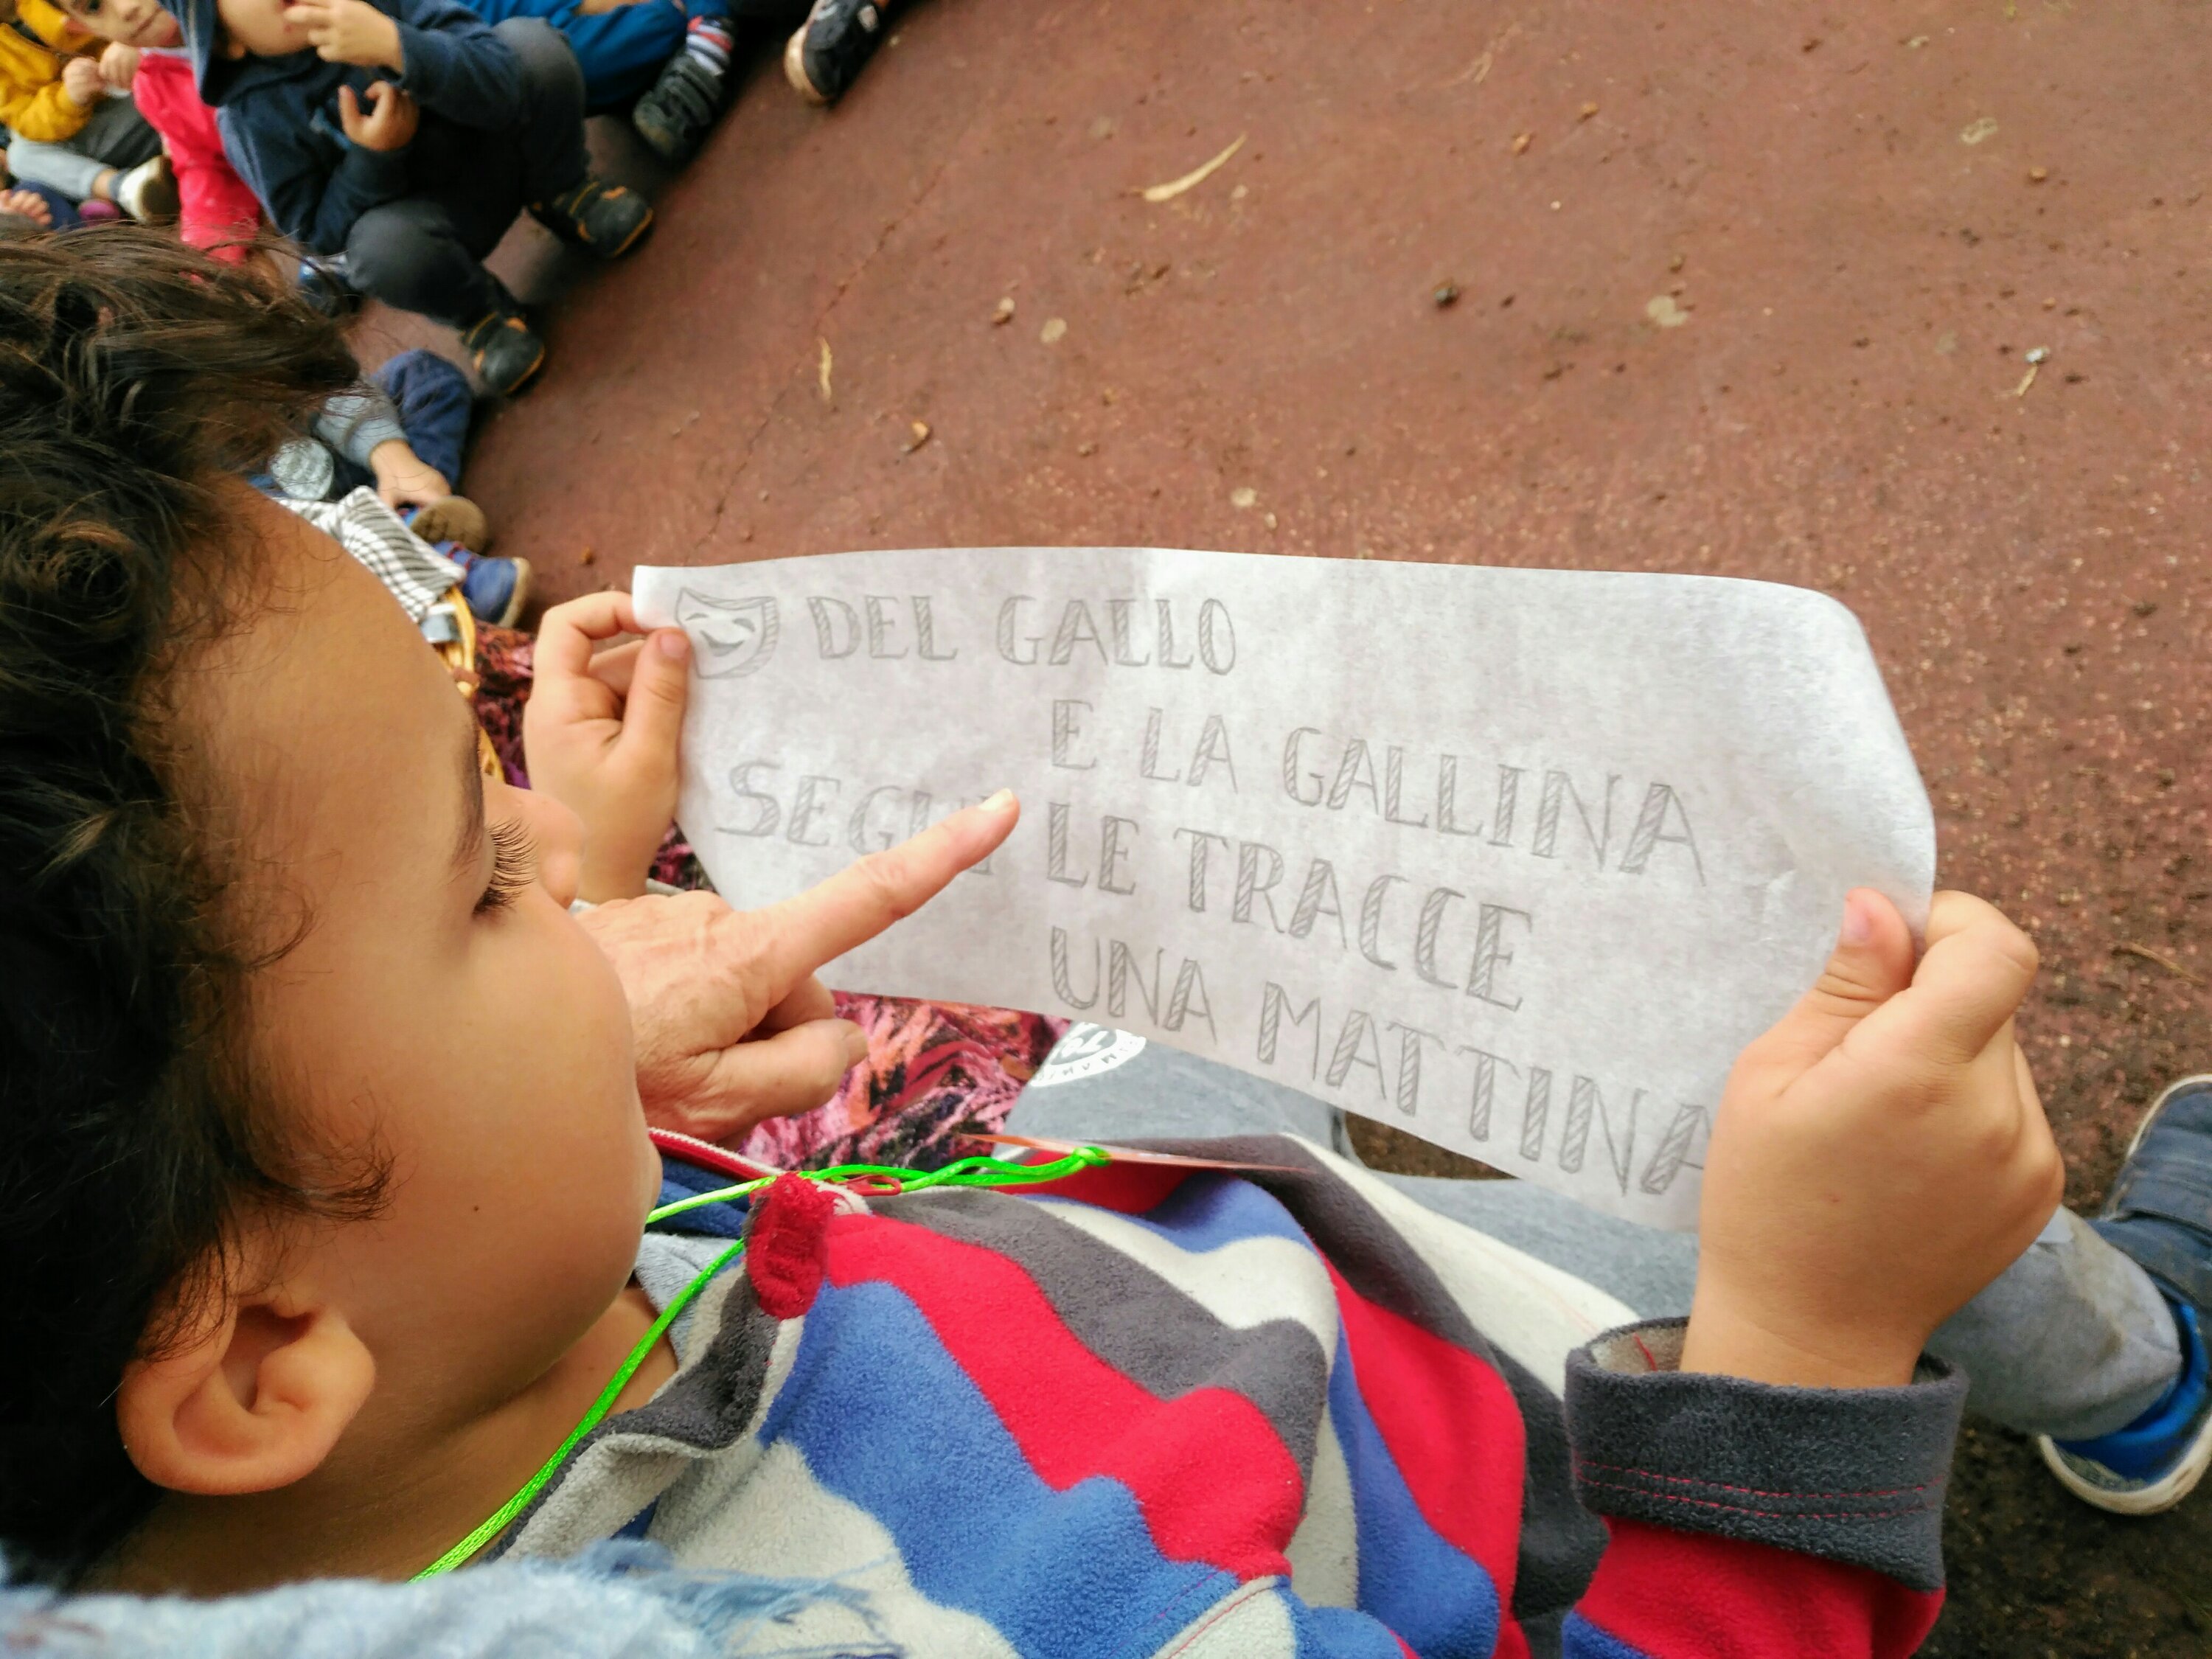 DEL GALLO
E LA GALLINA
LE TRACCE
UNA MATTINA